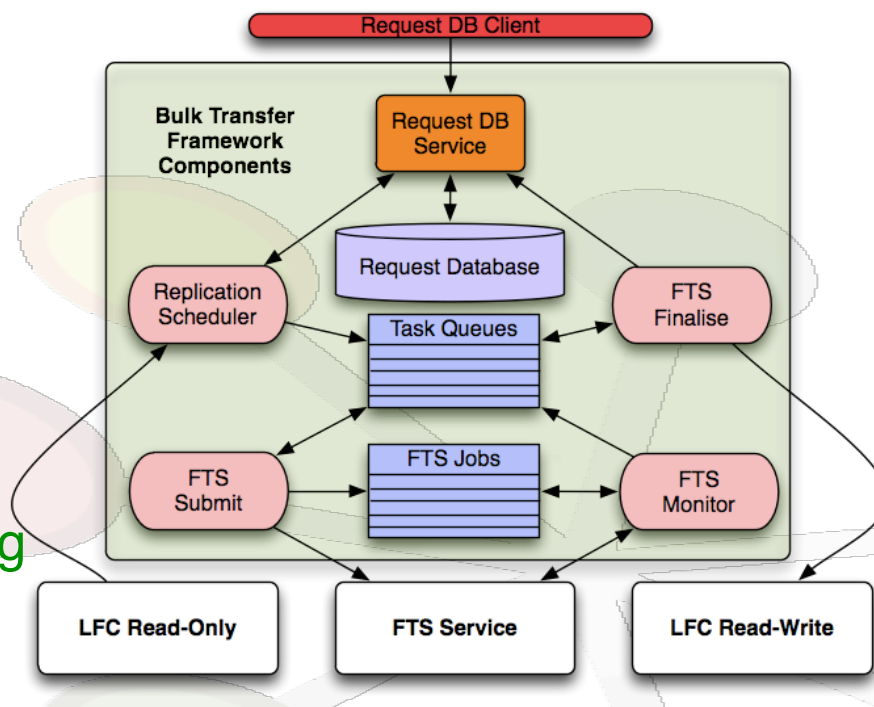 Request DB Client
Bulk Transfer
Framework
Components
Request DB
Service
Request Database
Replication
Scheduler
Task Queues
FTS
Finalise
FTS
Submit
FTS Jobs
FTS
Monitor
g
LFC Read-Only
FTS Service
LFC Read-Write